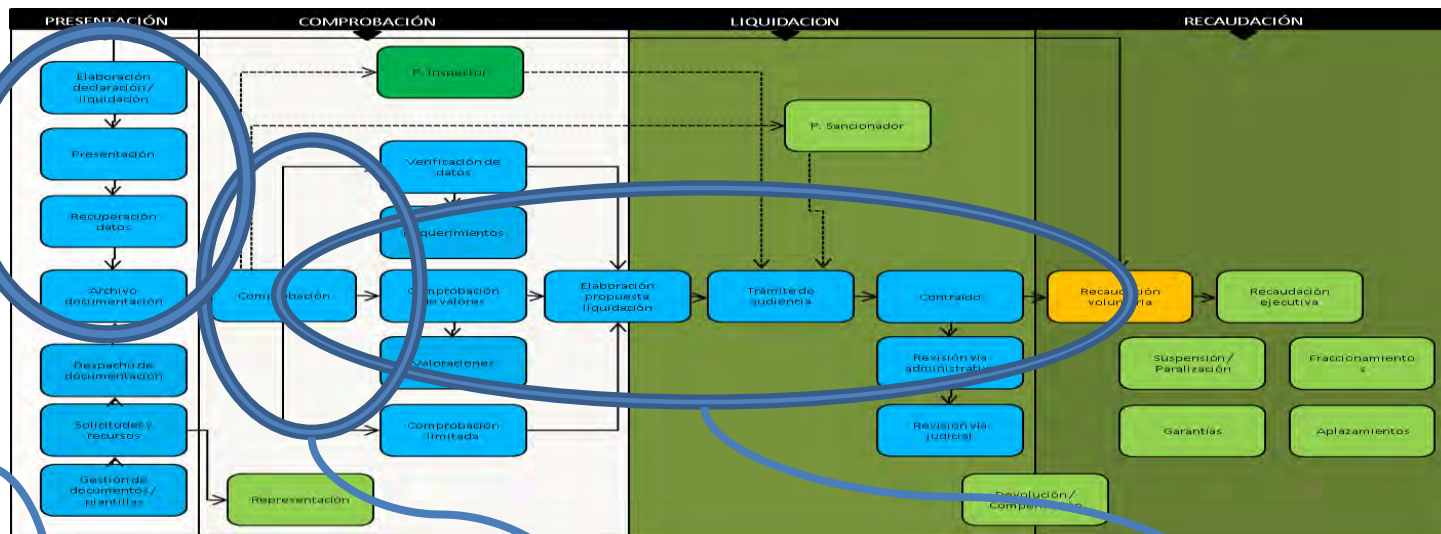 PRESENTACIÓN
COMPROBACIÓN
LIQUIDACION
RECAUDACIÓN
Elaboración
declaración/
liquidación
Presentación
Recuperación
datos
Archivo
documentación
Despacho de
documentación
Solicitudes y
recursos
Gestión de
documentos/
plantillas
P. Inspector
Verificación de
datos
Requerimientos
Comprobación
Comprobación
de valores
Valoraciones
Comprobación
limitada
Representación
Elaboración
propuesta
liquidación
P. Sancionador
Trámite de
audiencia
Contraído
Revisión vía
administrativa
Revisión vía
judicial
Devolución/
Compensación
Recaudación
voluntaria
Recaudación
ejecutiva
Suspensión/
Paralización
Fraccionamiento
s
Garantías
Aplazamientos